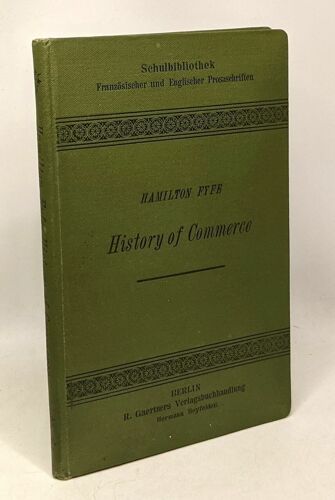 Schulbibliothek
Französischer und Englischer Prosaschriften
HAMILTON FYFE
History of Commerce
BERLIN
R. Gaertners Verlagsbuchhandlung
Hermann Heyfelder.